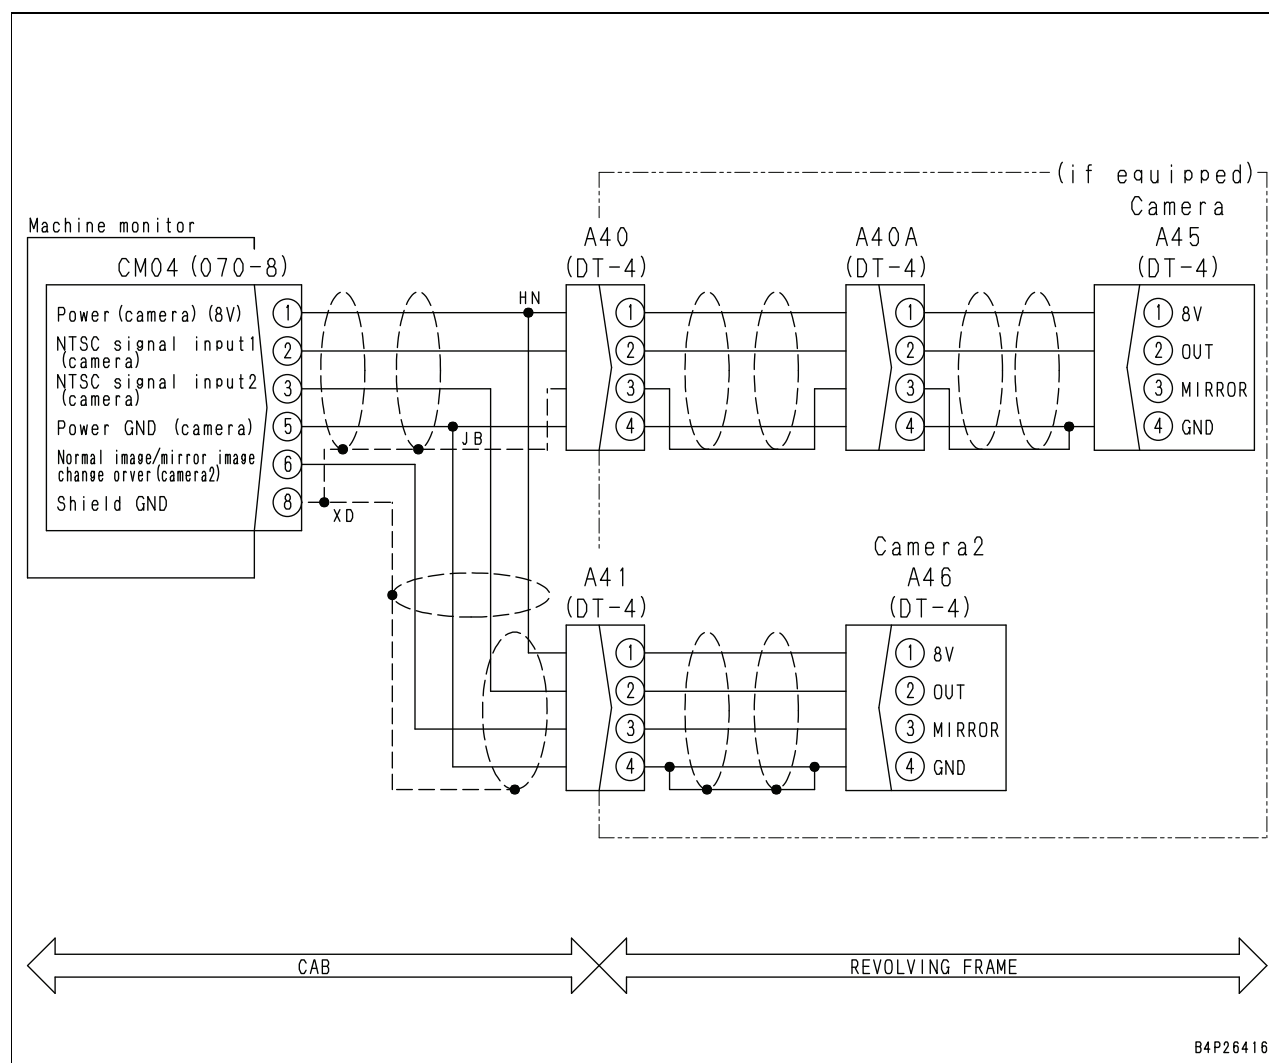 (if equipped)
Camera
Machine monitor
A40
A40A
A45
CM04 (070-8)
(DT-4)
(DT-4)
(DT-4)
HN
Power (camera) (8V) 1
1
1
1 8V
NTSC signal input1
(camera) 2
2
2
2 OUT
NTSC signal input2
(camera) 3
3
3
3 MIRROR
Power GND (camera) 5
4
4
4 GND
JB
Normal image/mirror image
change orver (camera2) 6
Shield GND 8
XD
Camera2
A41
A46
(DT-4)
(DT-4)
1
1 8V
2
2 OUT
3
3 MIRROR
4
4 GND
CAB
REVOLVING FRAME
B4P26416